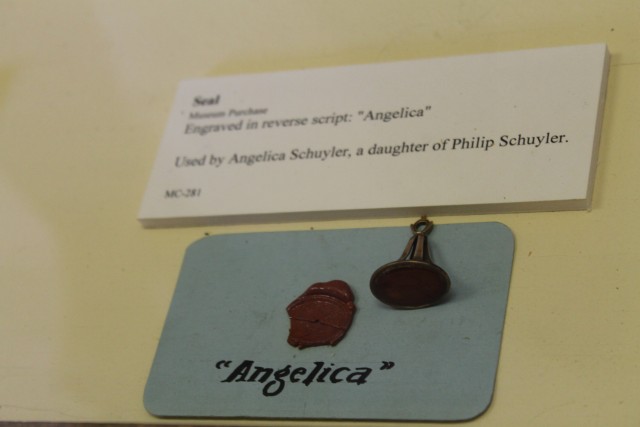 Seal
Museum Purchase
Engraved in reverse script: "Angelica"
Used by Angelica Schuyler, a daughter of Philip Schuyler.
MC-281
"Angelica"